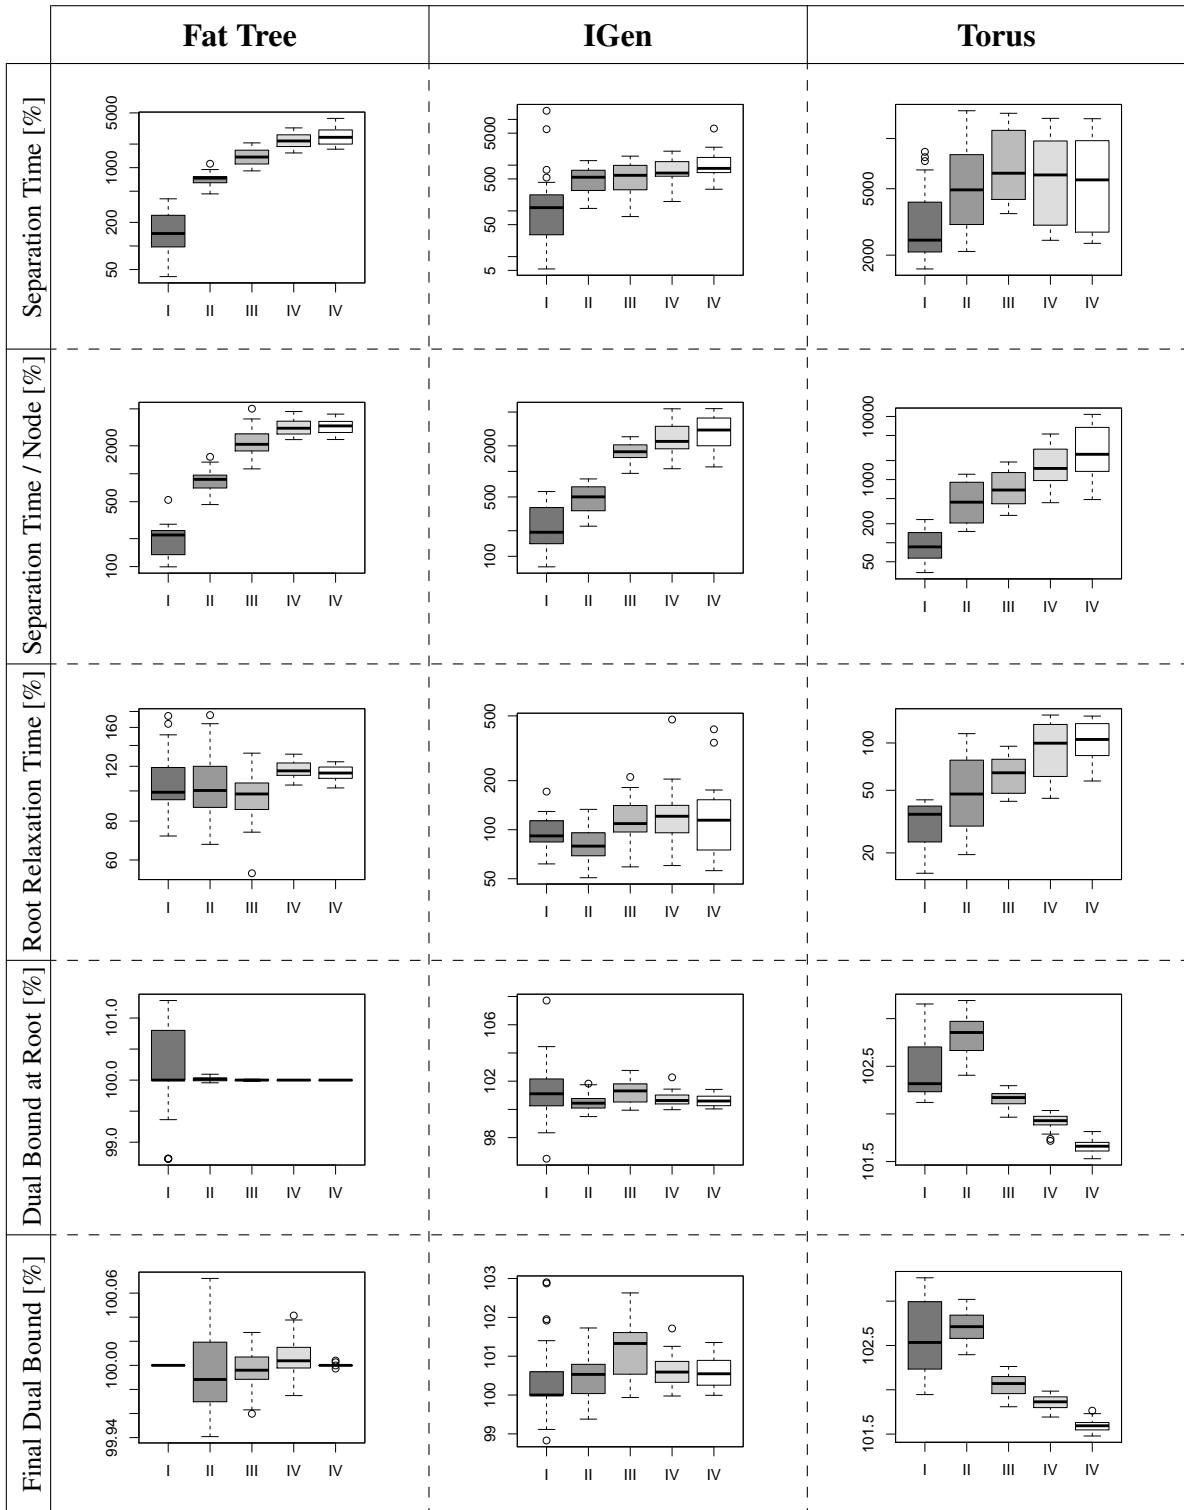 Fat Tree IGen Torus
Separation Time [%]
5000
1000
200
50
I II III IV IV
5000
500
50
5
I II III IV IV
5000
2000
I II III IV IV
Separation Time / Node [%]
2000
500
100
I II III IV IV
2000
500
100
I II III IV IV
10000
1000
200
50
I II III IV IV
Root Relaxation Time [%]
160
120
80
60
I II III IV IV
500
200
100
50
I II III IV IV
100
50
20
I II III IV IV
Dual Bound at Root [%]
101.0
100.0
99.0
I II III IV IV
106
102
98
I II III IV IV
102.5
101.5
I II III IV IV
Final Dual Bound [%]
100.06
100.00
99.94
I II III IV IV
103
102
101
100
99
I II III IV IV
102.5
101.5
I II III IV IV